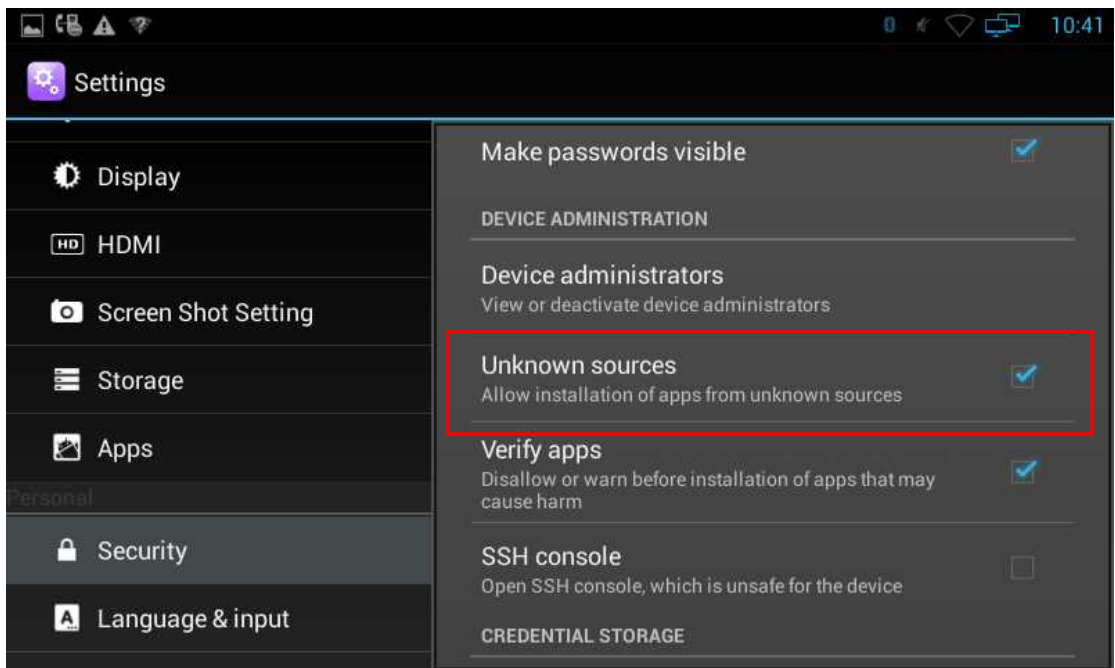 10:41
Settings
Display
HD HDMI
Screen Shot Setting
Storage
Apps
Personal
Security
A Language & input
Make passwords visible
DEVICE ADMINISTRATION
Device administrators
View or deactivate device administrators
Unknown sources
Allow installation of apps from unknown sources
Verify apps
Disallow or warn before installation of apps that may
cause harm
SSH console
Open SSH console, which is unsafe for the device
CREDENTIAL STORAGE